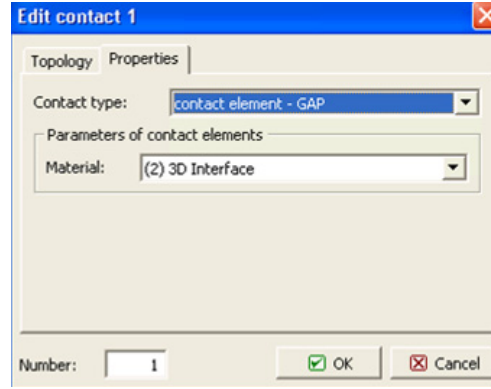 Edit contact 1
Topology Properties
Contact type: contact element - GAP
Parameters of contact elements
Material: (2) 3D Interface
Number: 1 OK Cancel